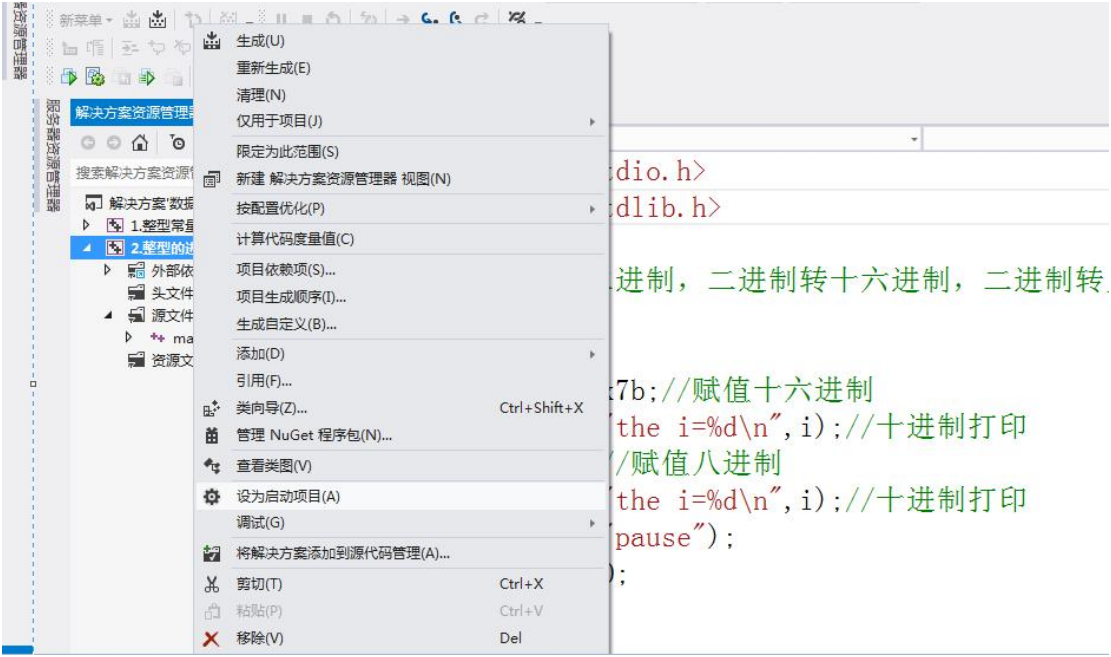 新菜单
资源管理器
服务器资源管理器
解决方案资源管理器
搜索解决方案资源
解决方案'数据
1.整型常量
2.整型的进
外部依
头文件
源文件
ma
资源文
生成(U)
重新生成(E)
清理(N)
仅用于项目(J)
限定为此范围(S)
新建 解决方案资源管理器 视图(N)
按配置优化(P)
计算代码度量值(C)
项目依赖项(S)...
项目生成顺序(I)...
生成自定义(B)...
添加(D)
引用(F)...
类向导(Z)... Ctrl+Shift+X
管理 NuGet 程序包(N)...
查看类图(V)
设为启动项目(A)
调试(G)
将解决方案添加到源代码管理(A)...
剪切(T) Ctrl+X
粘贴(P) Ctrl+V
移除(V) Del
dio.h>
dlib.h>
进制，二进制转十六进制，二进制转
7b;//赋值十六进制
"the i=%d\n",i);//十进制打印
//赋值八进制
"the i=%d\n",i);//十进制打印
"pause");
);